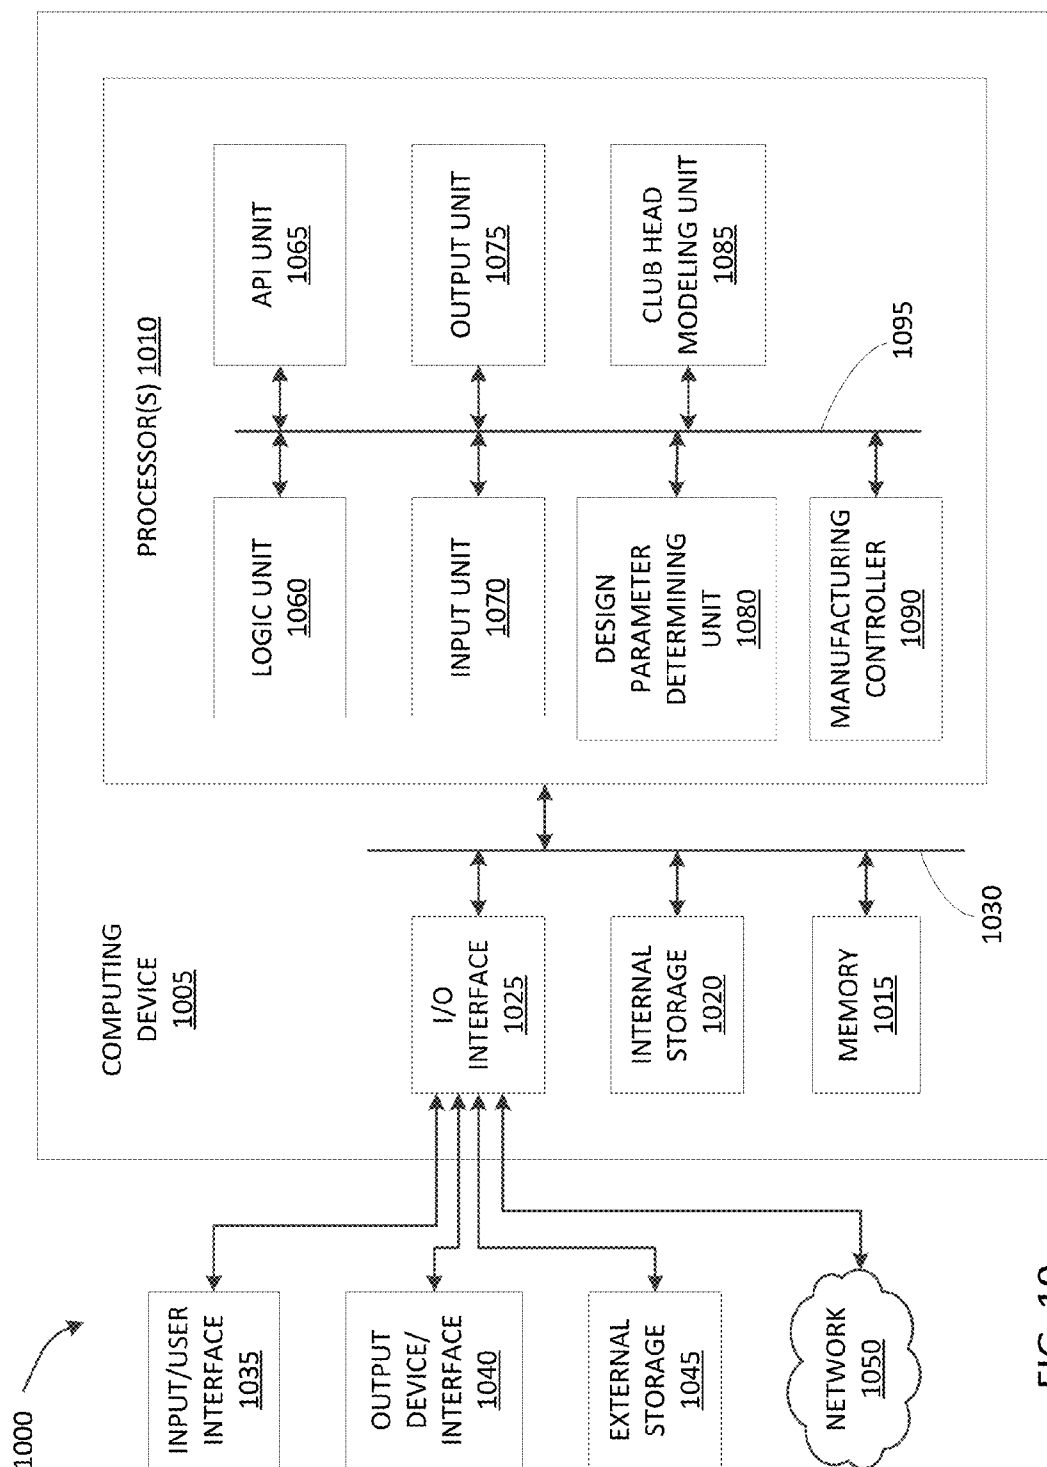 1000
INPUT/USER
INTERFACE
1035
OUTPUT
DEVICE/
INTERFACE
1040
EXTERNAL
STORAGE
1045
NETWORK
1050
COMPUTING
DEVICE
1005
I/O
INTERFACE
1025
INTERNAL
STORAGE
1020
MEMORY
1015
1030
PROCESSOR(S) 1010
LOGIC UNIT
1060
API UNIT
1065
INPUT UNIT
1070
OUTPUT UNIT
1075
DESIGN
PARAMETER
DETERMINING
UNIT
1080
CLUB HEAD
MODELING UNIT
1085
MANUFACTURING
CONTROLLER
1090
1095
FIG. 10